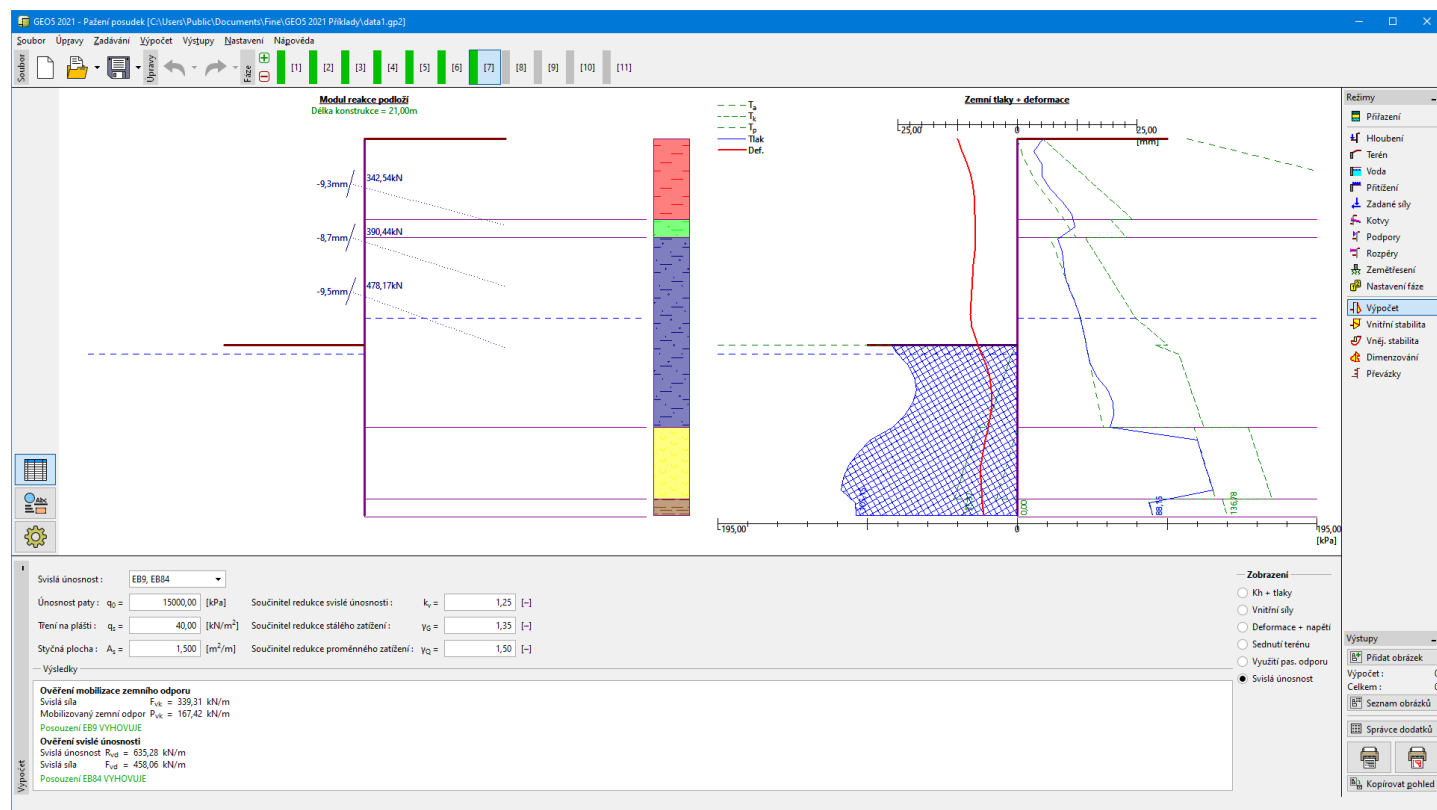 GEO5 2021 - Pažení posudek [C:\Users\Public\Documents\Fine\GEO5 2021 Příklady\data1.gp2]
Soubor Úpravy Zadávání Výpočet Výstupy Nastavení Nápověda
Soubor
Úpravy
Fáze
[1] [2] [3] [4] [5] [6] [7] [8] [9] [10] [11]
Modul reakce podloží
Délka konstrukce = 21,00m
-9,3mm
342,54kN
-8,7mm
390,44kN
-9,5mm
478,17kN
Ta
Tk
Tp
Tlak
Def.
Zemní tlaky + deformace
-25,00 0 25,00
[mm]
0,00
88,15
136,78
-195,00 0 195,00
[kPa]
Režimy
Přiřazení
Hloubení
Terén
Voda
Přitížení
Zadané síly
Kotvy
Podpory
Rozpěry
Zemětřesení
Nastavení fáze
Výpočet
Vnitřní stabilita
Vněj. stabilita
Dimenzování
Převázky
Výstupy
Přidat obrázek
Výpočet :
Celkem :
Seznam obrázků
Správce dodatků
Kopírovat pohled
Abc
Výpočet
Svislá únosnost : EB9, EB84
Únosnost paty : q0 = 15000,00 [kPa] Součinitel redukce svislé únosnosti : kv = 1,25 [–]
Tření na plášti : qs = 40,00 [kN/m2] Součinitel redukce stálého zatížení : γG = 1,35 [–]
Styčná plocha : As = 1,500 [m2/m] Součinitel redukce proměnného zatížení : γQ = 1,50 [–]
Výsledky
Ověření mobilizace zemního odporu
Svislá síla Fvk = 339,31 kN/m
Mobilizovaný zemní odpor Pvk = 167,42 kN/m
Posouzení EB9 VYHOVUJE
Ověření svislé únosnosti
Svislá únosnost Rvd = 635,28 kN/m
Svislá síla Fvd = 458,06 kN/m
Posouzení EB84 VYHOVUJE
Zobrazení
Kh + tlaky
Vnitřní síly
Deformace + napětí
Sednutí terénu
Využití pas. odporu
Svislá únosnost